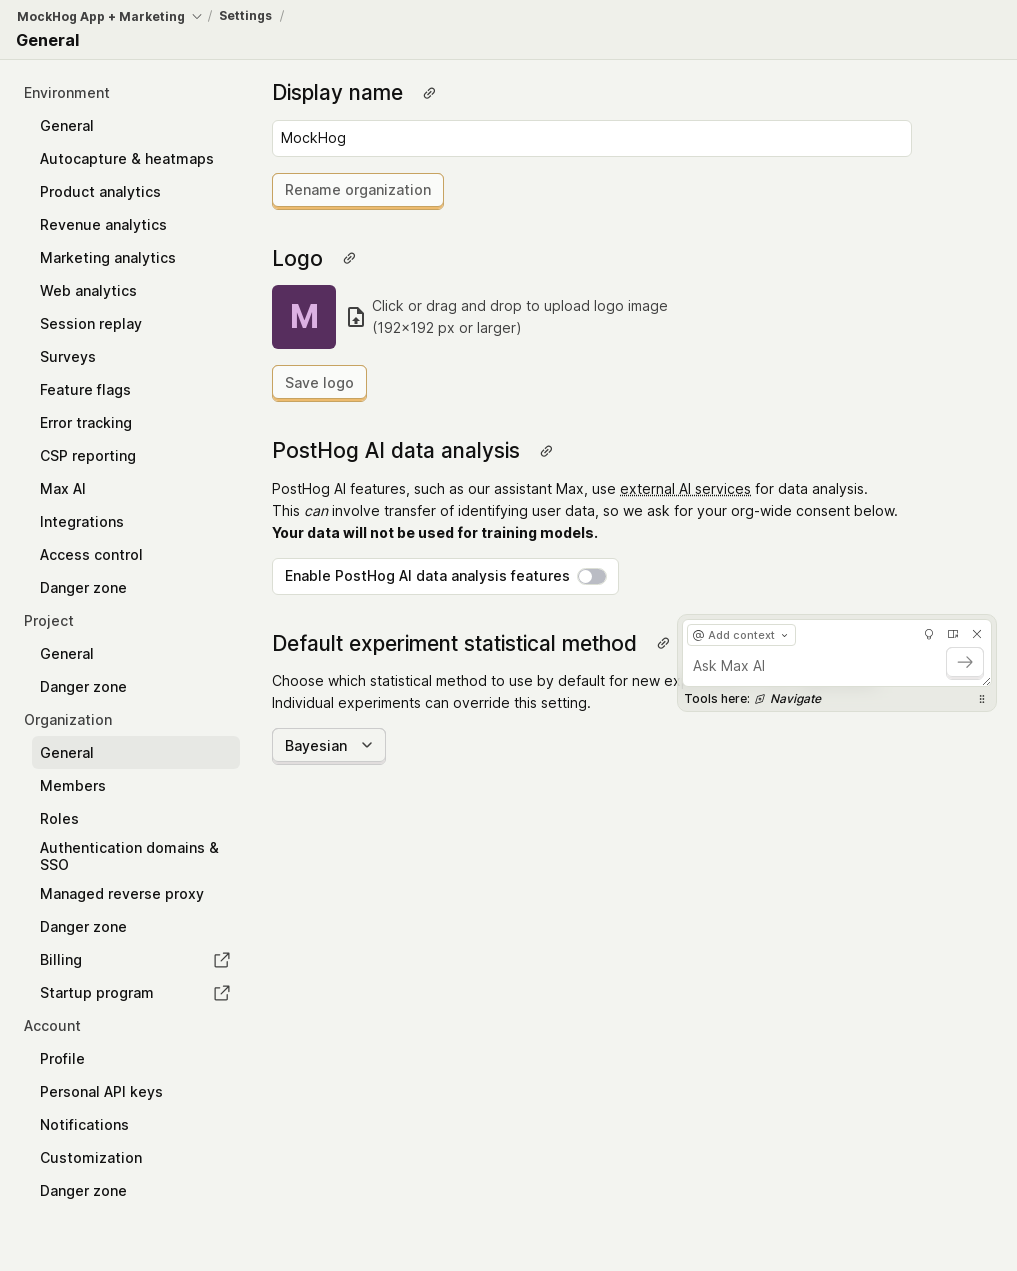 MockHog App + Marketing / Settings /
General
Environment
General
Autocapture & heatmaps
Product analytics
Revenue analytics
Marketing analytics
Web analytics
Session replay
Surveys
Feature flags
Error tracking
CSP reporting
Max AI
Integrations
Access control
Danger zone
Project
General
Danger zone
Organization
General
Members
Roles
Authentication domains &
SSO
Managed reverse proxy
Danger zone
Billing
Startup program
Account
Profile
Personal API keys
Notifications
Customization
Danger zone
Display name
MockHog
Rename organization
Logo
M
Click or drag and drop to upload logo image
(192x192 px or larger)
Save logo
PostHog AI data analysis
PostHog AI features, such as our assistant Max, use external AI services for data analysis.
This can involve transfer of identifying user data, so we ask for your org-wide consent below.
Your data will not be used for training models.
Enable PostHog AI data analysis features
Default experiment statistical method
Choose which statistical method to use by default for new
Individual experiments can override this setting.
Bayesian
@ Add context
Ask Max AI
Tools here: Navigate